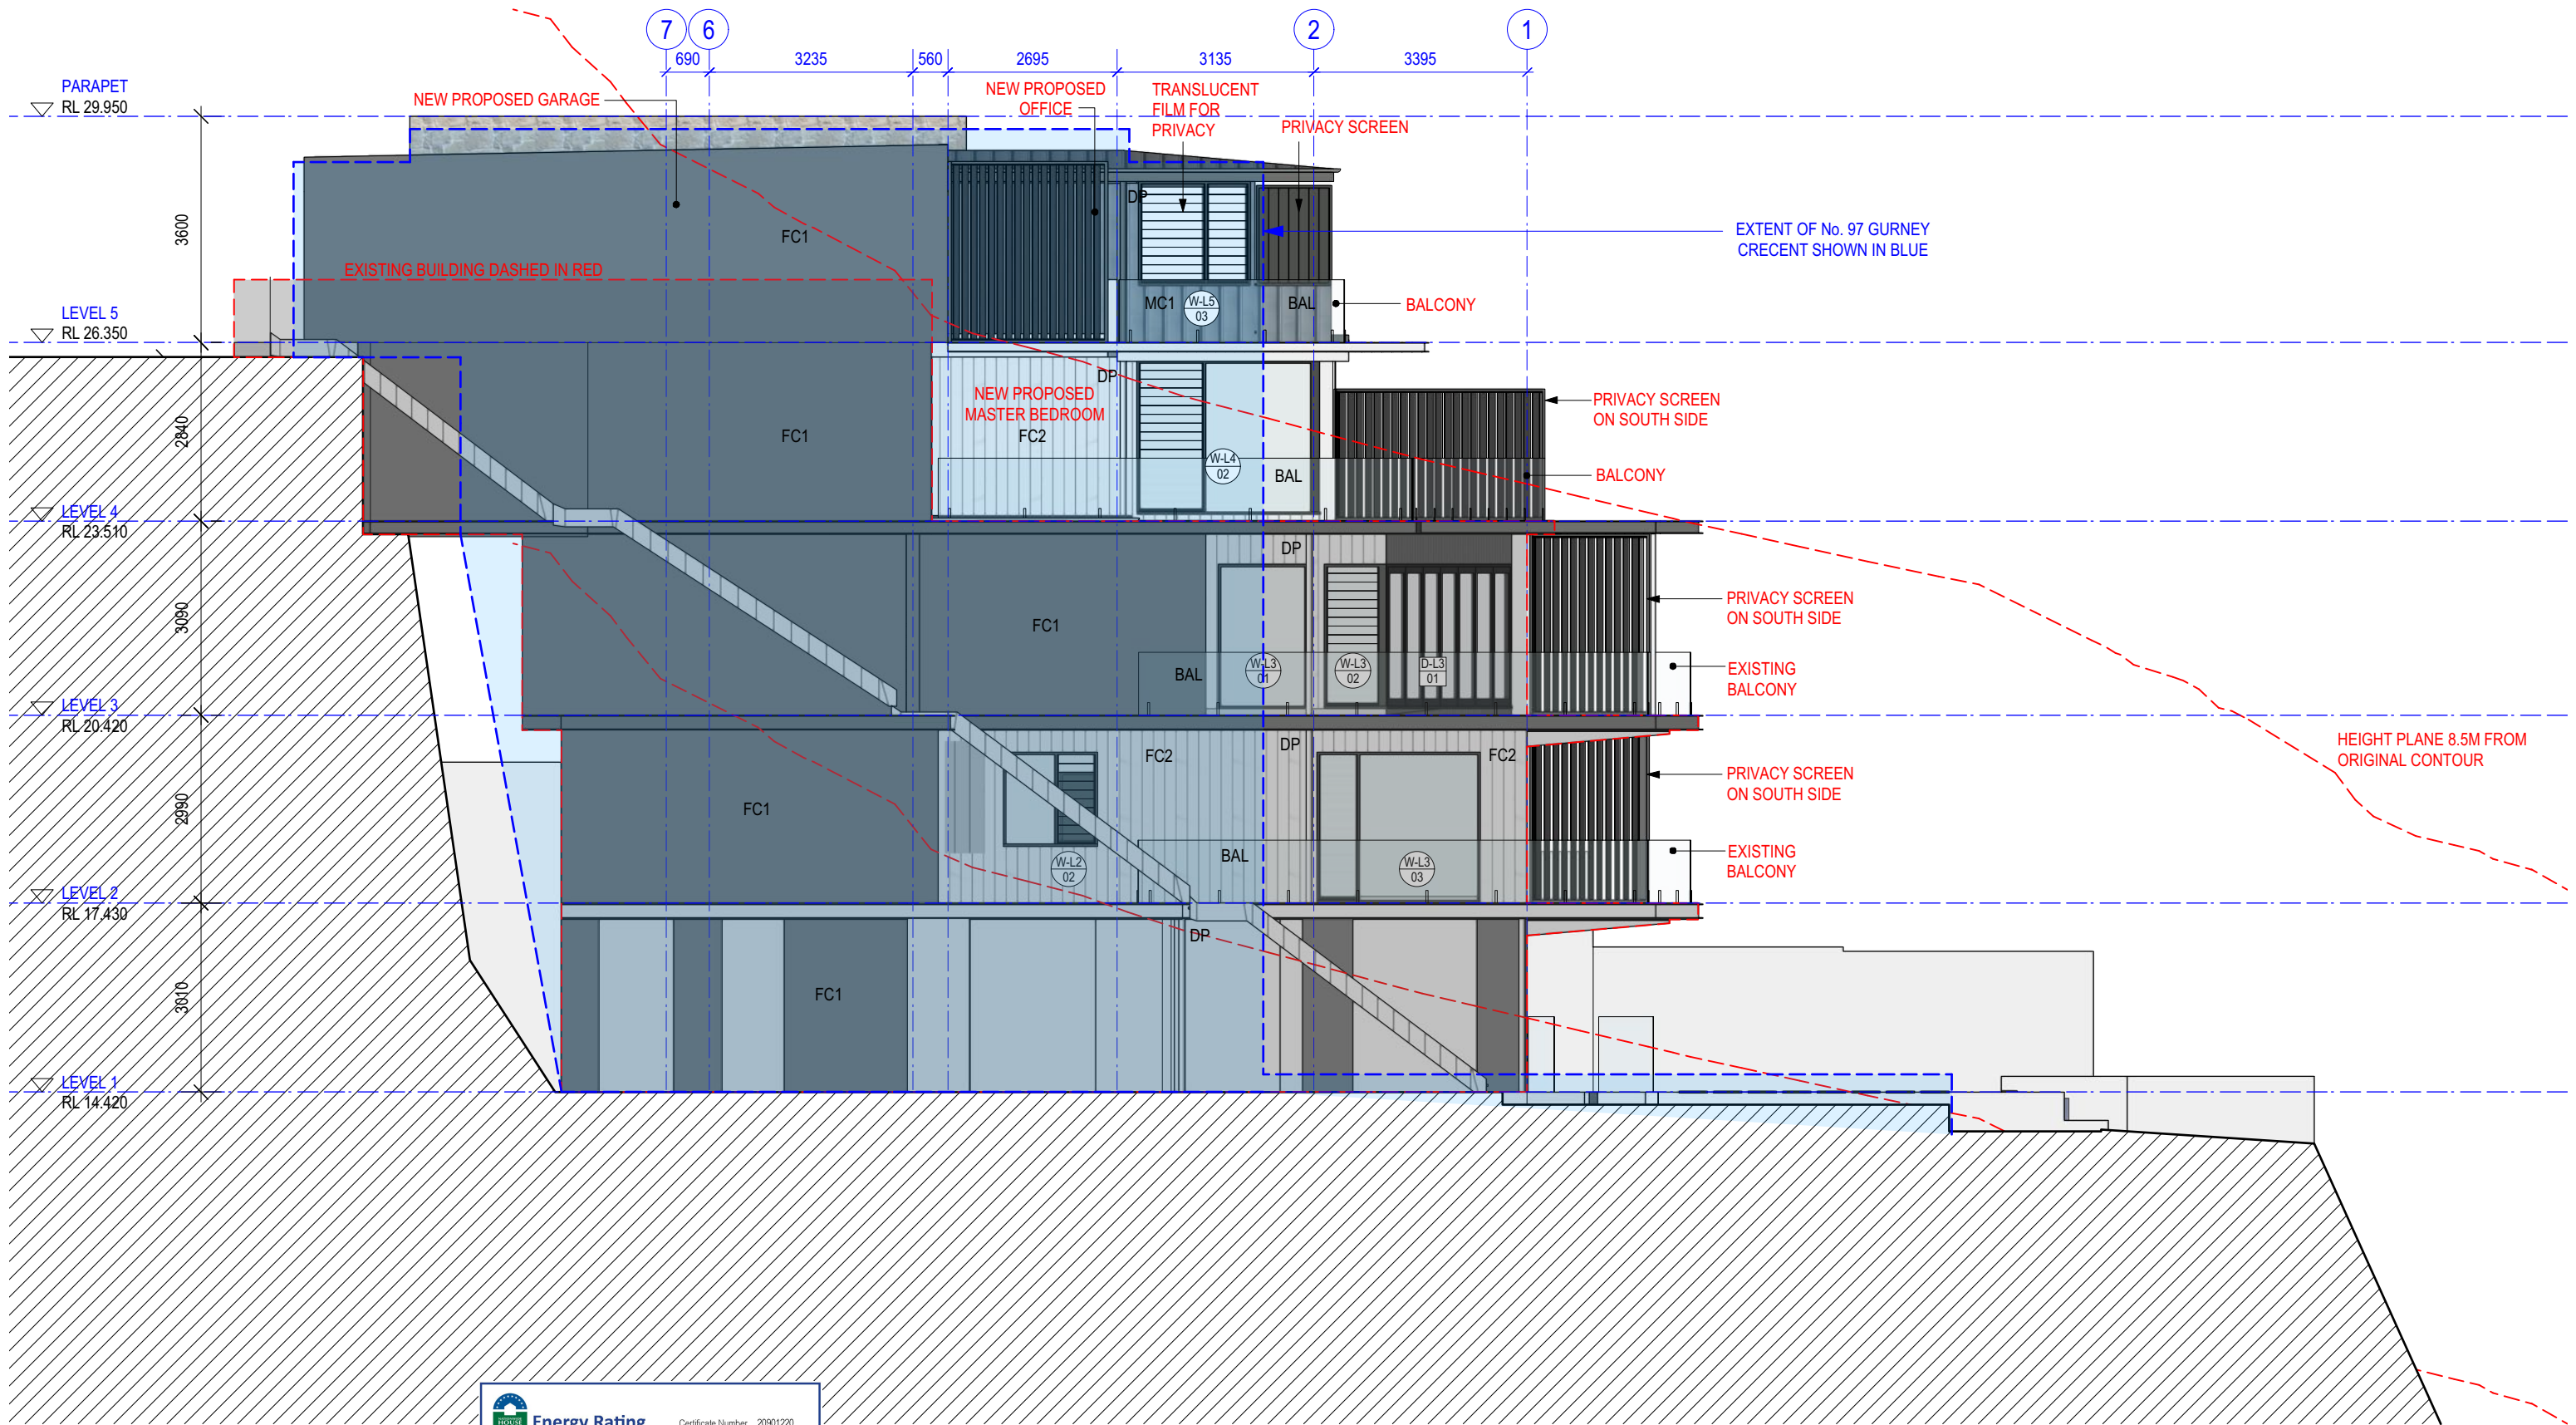 7 6 2 1
690 3235 560 2695 3135 3395
PARAPET
RL 29.950
NEW PROPOSED GARAGE
NEW PROPOSED
OFFICE
TRANSLUCENT
FILM FOR
PRIVACY
PRIVACY SCREEN
DP
3600
FC1
EXTENT OF No. 97 GURNEY
CRECENT SHOWN IN BLUE
EXISTING BUILDING DASHED IN RED
MC1
W-L5
03
BAL
BALCONY
LEVEL 5
RL 26.350
DP
NEW PROPOSED
MASTER BEDROOM
PRIVACY SCREEN
ON SOUTH SIDE
2840
FC1
FC2
W-L4
02
BAL
BALCONY
LEVEL 4
RL 23.510
DP
PRIVACY SCREEN
ON SOUTH SIDE
3090
FC1
BAL
W-L3
01
W-L3
02
D-L3
01
EXISTING
BALCONY
LEVEL 3
RL 20.420
DP
FC2
FC2
HEIGHT PLANE 8.5M FROM
ORIGINAL CONTOUR
PRIVACY SCREEN
ON SOUTH SIDE
2990
FC1
BAL
W-L2
02
W-L3
03
EXISTING
BALCONY
LEVEL 2
RL 17.430
DP
3010
FC1
LEVEL 1
RL 14.420
HOUSE
Energy Rating
Certificate Number 20901220